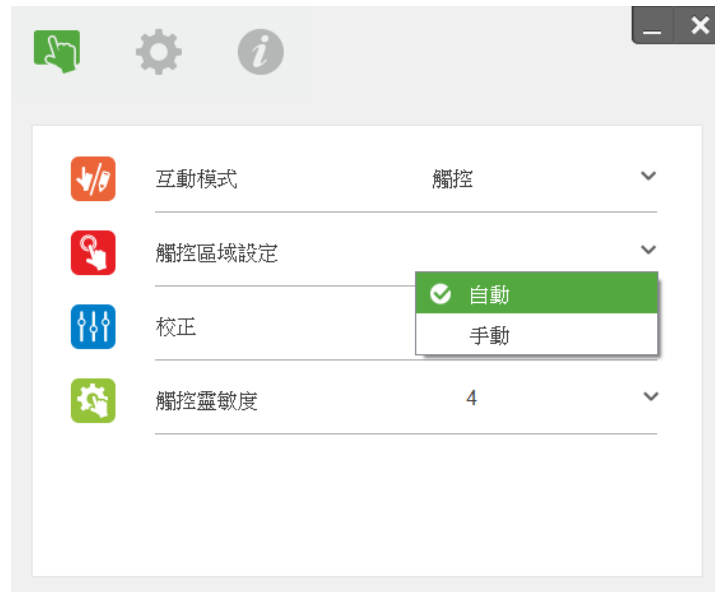 互動模式 觸控
觸控區域設定
自動
校正
手動
觸控靈敏度 4